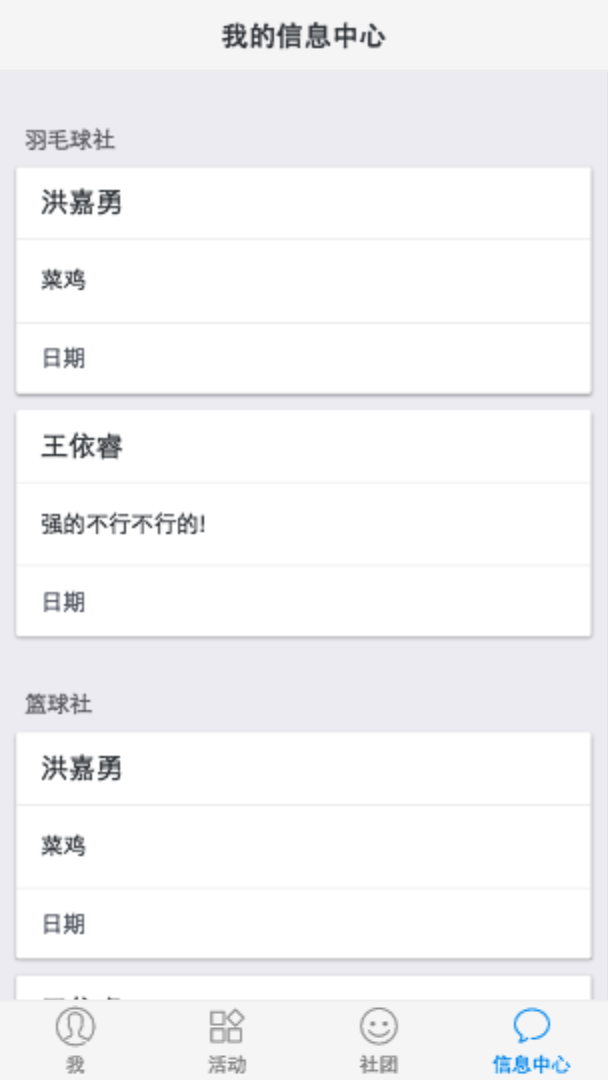 我的信息中心
羽毛球社
洪嘉勇
菜鸡
日期
王依睿
强的不行不行的!
日期
篮球社
洪嘉勇
菜鸡
日期
我
活动
社团
信息中心